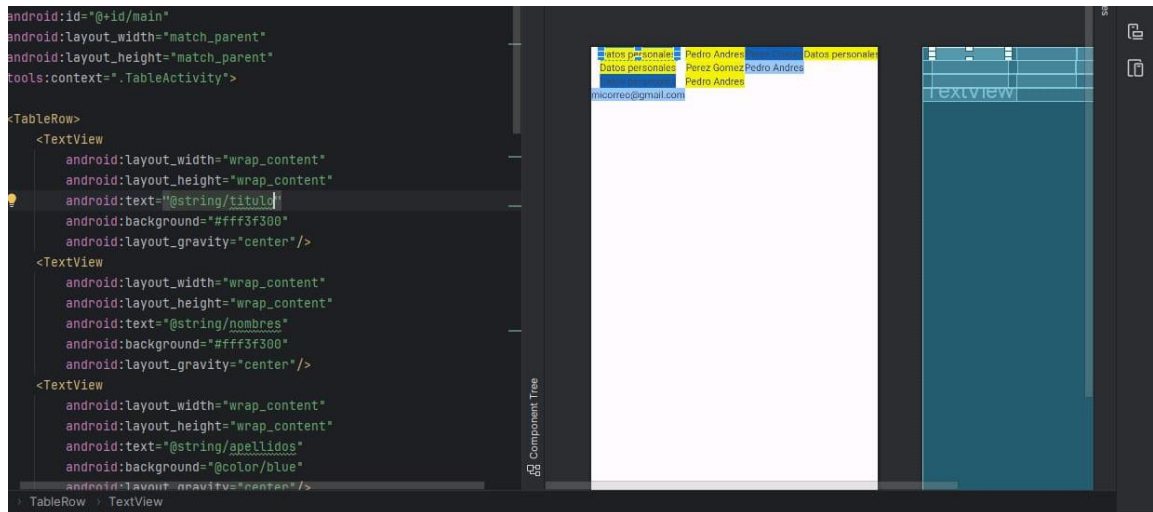 android:id="@+id/main"
android:layout_width="match_parent"
android:layout_height="match_parent"
tools:context=".TableActivity">
<TableRow>
<TextView
android:layout_width="wrap_content"
android:layout_height="wrap_content"
android:text="@string/titulo"
android:background="#fff3f300"
android:layout_gravity="center"/>
<TextView
android:layout_width="wrap_content"
android:layout_height="wrap_content"
android:text="@string/nombres"
android:background="#fff3f300"
android:layout_gravity="center"/>
<TextView
android:layout_width="wrap_content"
android:layout_height="wrap_content"
android:text="@string/apellidos"
android:background="@color/blue"
android:layout_gravity="center"/>
TableRow > TextView
Component Tree
Datos personales Pedro Andres Datos personales
Datos personales Perez Gomez Pedro Andres
Pedro Andres
micorreo@gmail.com
TextView